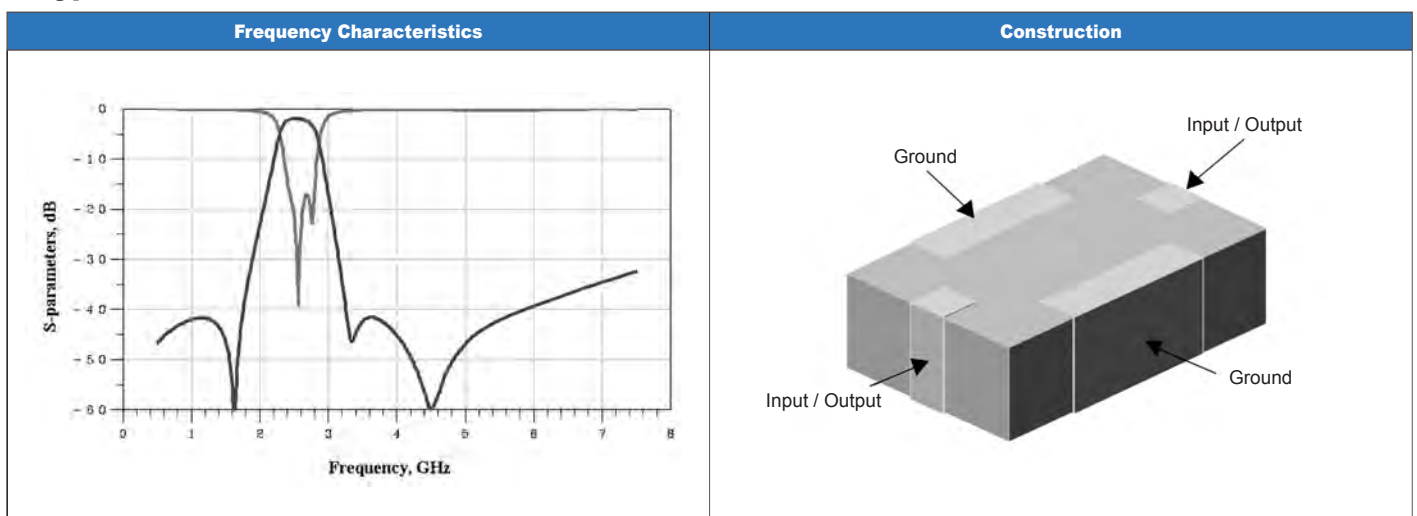 Frequency Characteristics
Construction
0
-10
-20
-30
-40
-50
-60
S-parameters, dB
0 1 2 3 4 5 6 7 8
Frequency, GHz
Input / Output
Ground
Ground
Input / Output